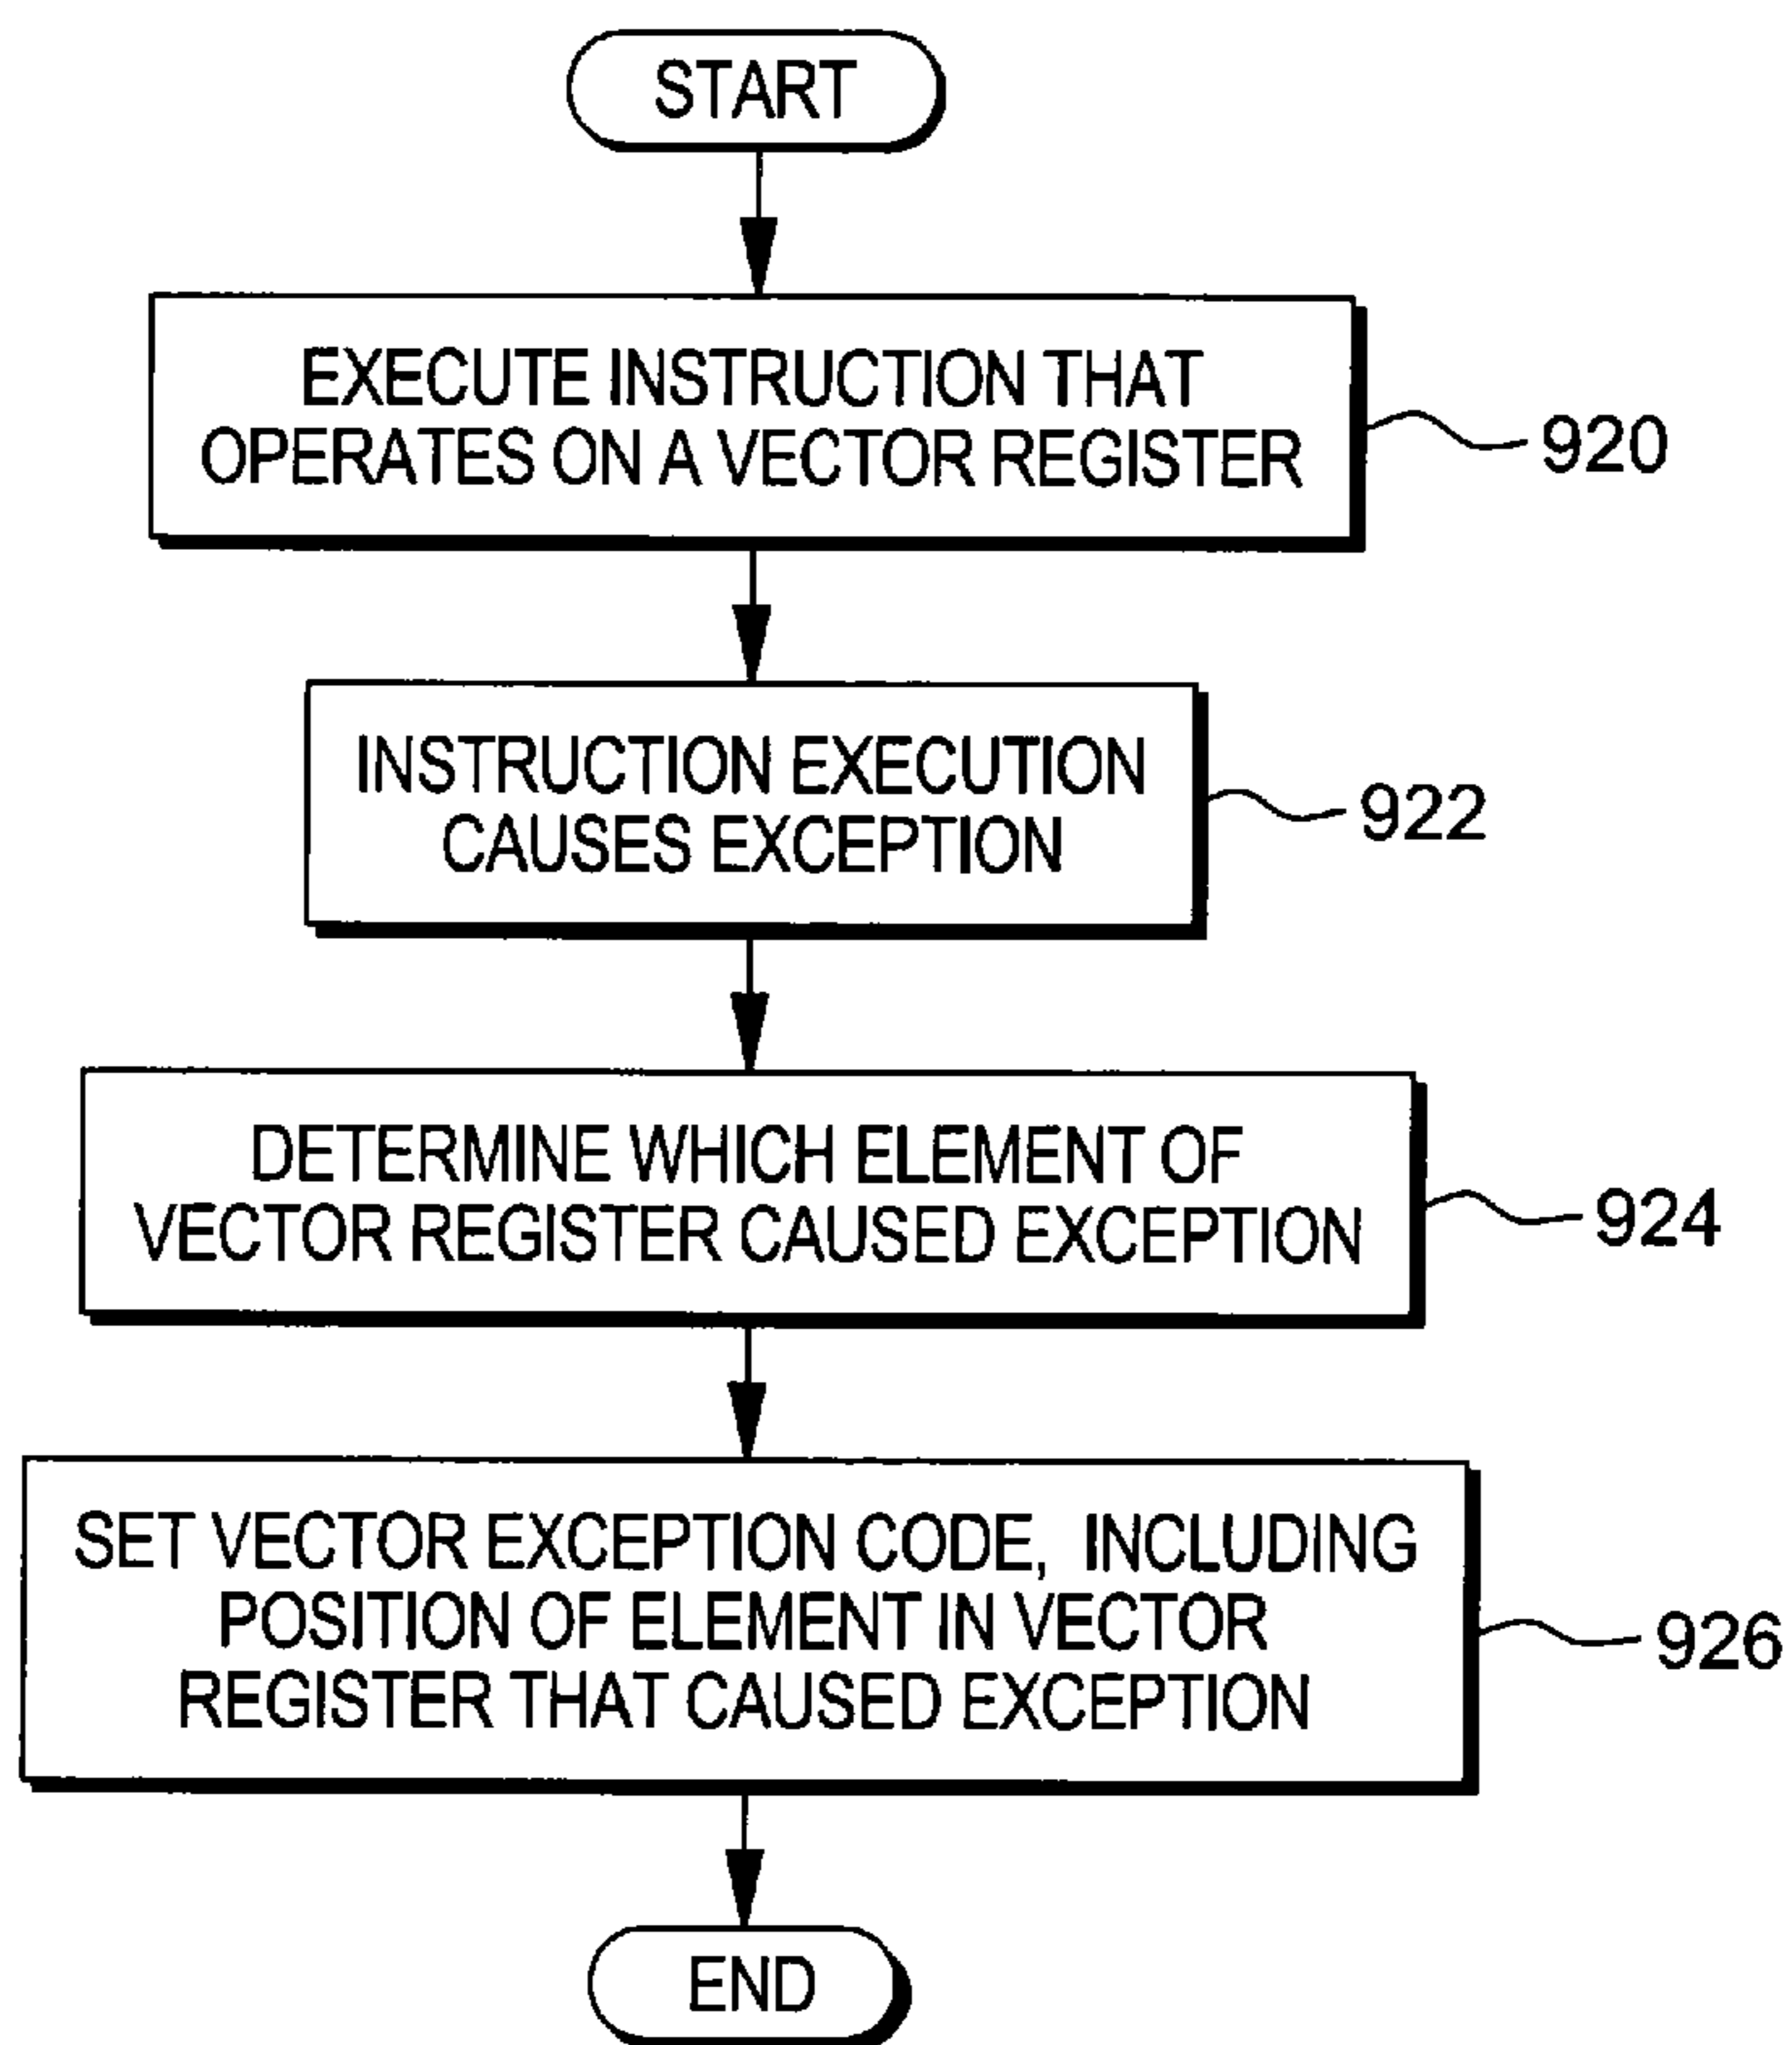 START
EXECUTE INSTRUCTION THAT
OPERATES ON A VECTOR REGISTER
920
INSTRUCTION EXECUTION
CAUSES EXCEPTION
922
DETERMINE WHICH ELEMENT OF
VECTOR REGISTER CAUSED EXCEPTION
924
SET VECTOR EXCEPTION CODE, INCLUDING
POSITION OF ELEMENT IN VECTOR
REGISTER THAT CAUSED EXCEPTION
926
END